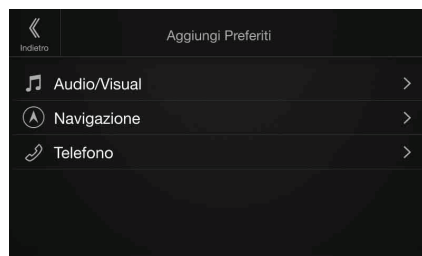 Indietro
Aggiungi Preferiti
Audio/Visual
Navigazione
Telefono